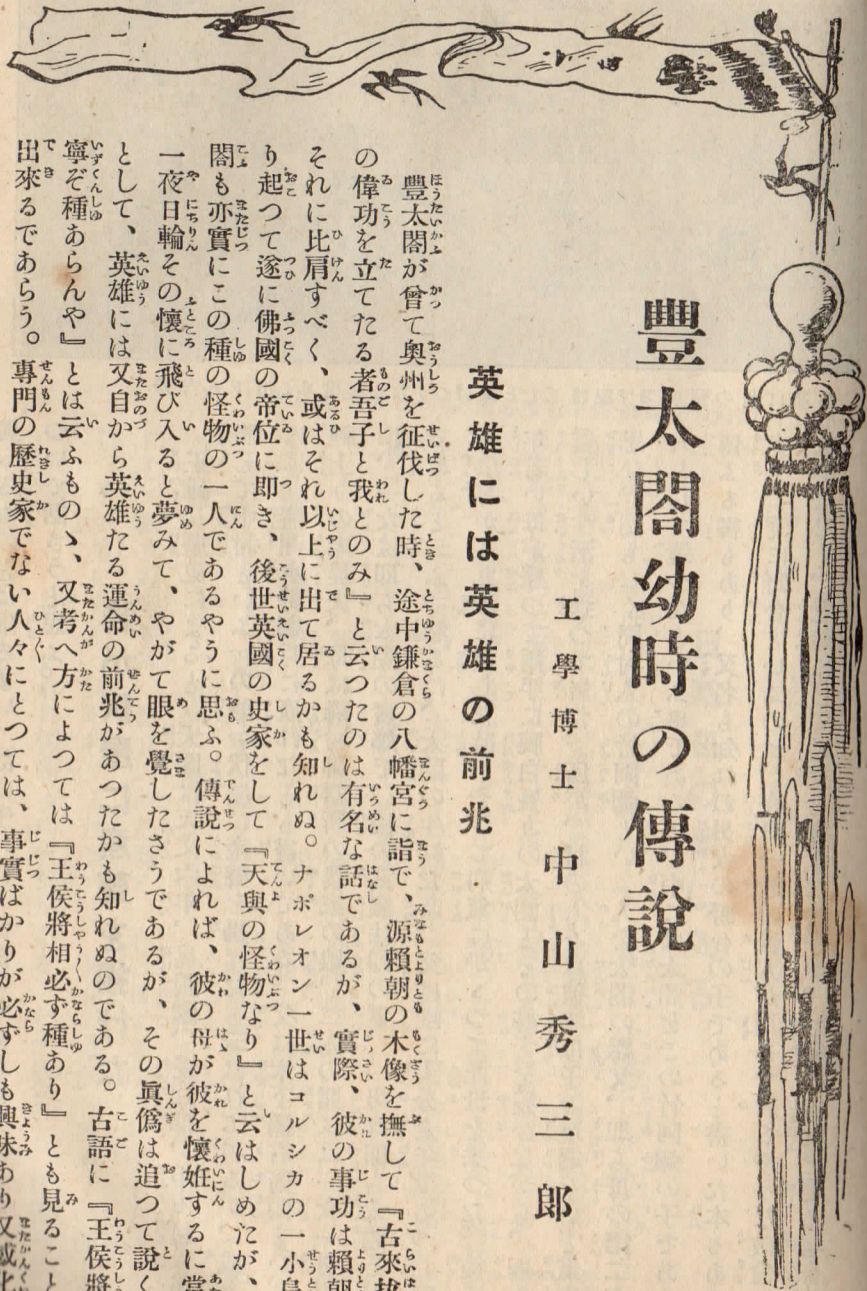 豐太閤幼時の傳說
工學博士 中山秀三郎
英雄には英雄の前兆
豐太閤が曾て奧州を征伐した時、途中鎌倉の八幡宮に詣で、源賴朝の木像を撫して『古來
の偉功を立てたる者吾子と我とのみ』と云つたのは有名な話であるが、實際、彼の事功は賴朝
それに比肩すべく、或はそれ以上に出て居るかも知れぬ。ナポレオン一世はコルシカの一小島
り起つて遂に佛國の帝位に即き、後世英國の史家をして『天與の怪物なり』と云はしめたが、
閤も亦實にこの種の怪物の一人であるやうに思ふ。傳說によれば、彼の母が彼を懷姙するに當
一夜日輪その懷に飛び入ると夢みて、やがて眼を覺したさうであるが、その眞僞は追つて說く
として、英雄には又自から英雄たる運命の前兆があつたかも知れぬのである。古語に『王侯將
寧ぞ種あらんや』とは云ふものゝ、又考へ方によつては『王侯將相必ず種あり』とも見ること
出來るであらう。專門の歷史家でない人々にとつては、事實ばかりが必ずしも興味あり又